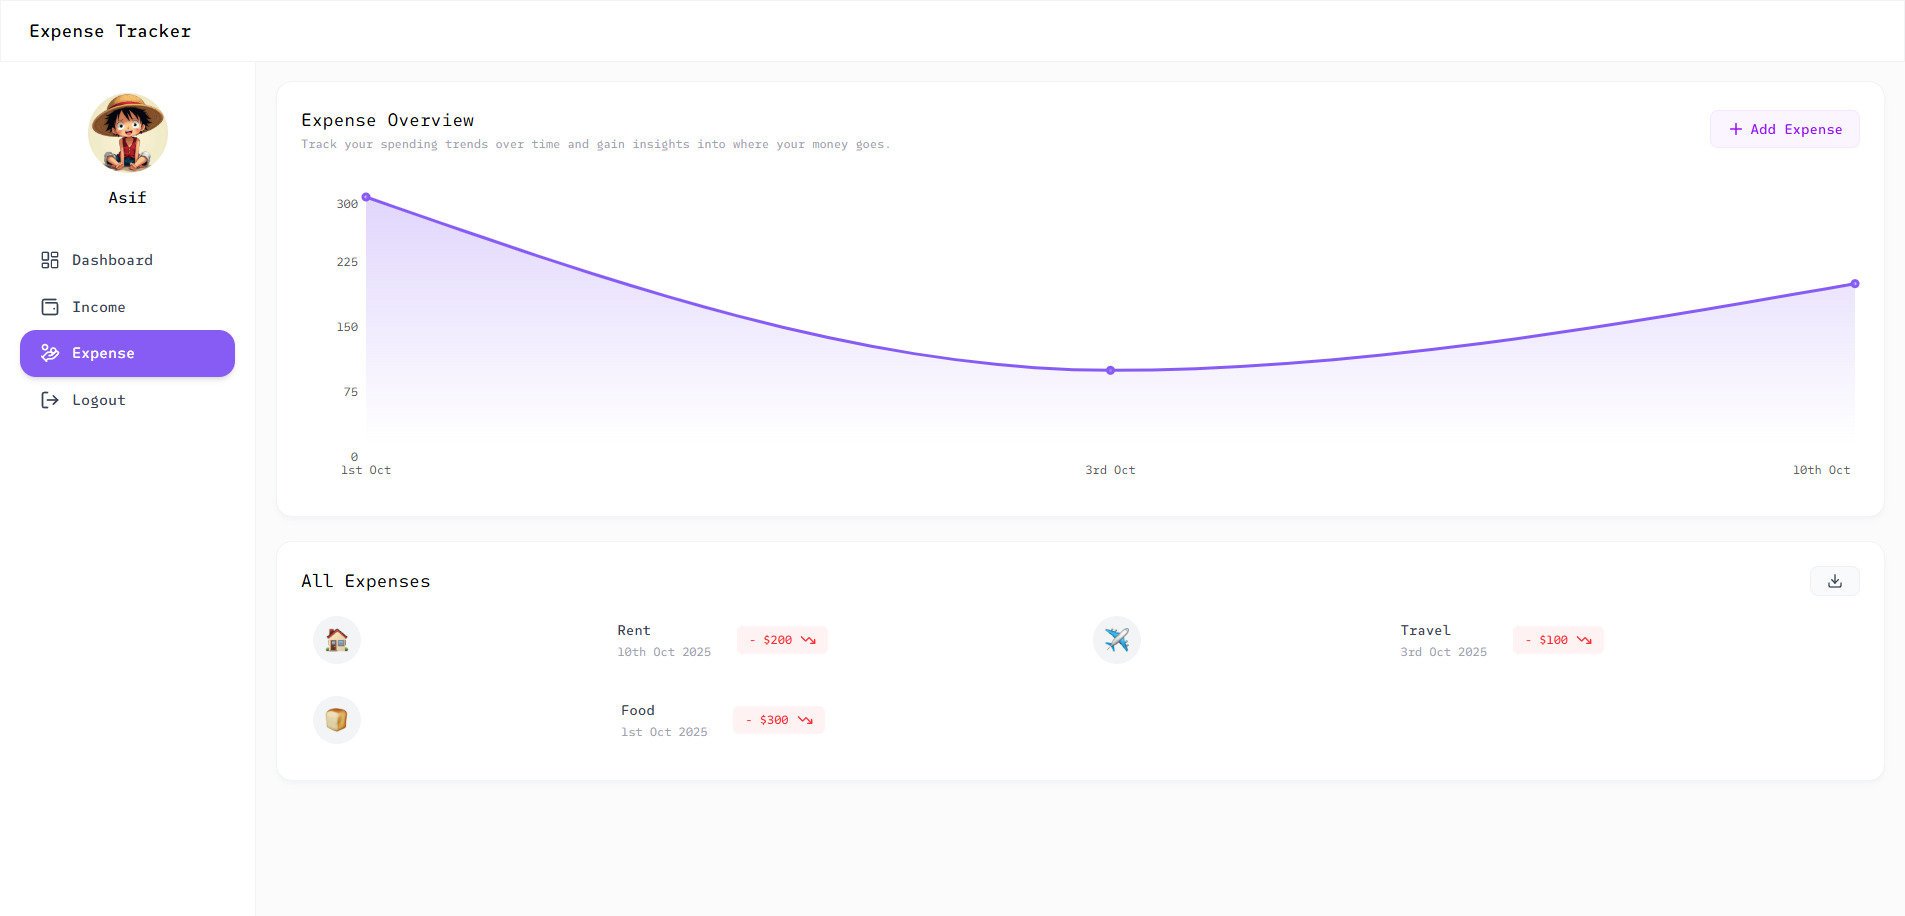 Expense Tracker
Asif
Dashboard
Income
Expense
Logout
Expense Overview
Track your spending trends over time and gain insights into where your money goes.
Add Expense
300
225
150
75
0
1st Oct
3rd Oct
10th Oct
All Expenses
Rent
10th Oct 2025
- $200
Travel
3rd Oct 2025
- $100
Food
1st Oct 2025
- $300